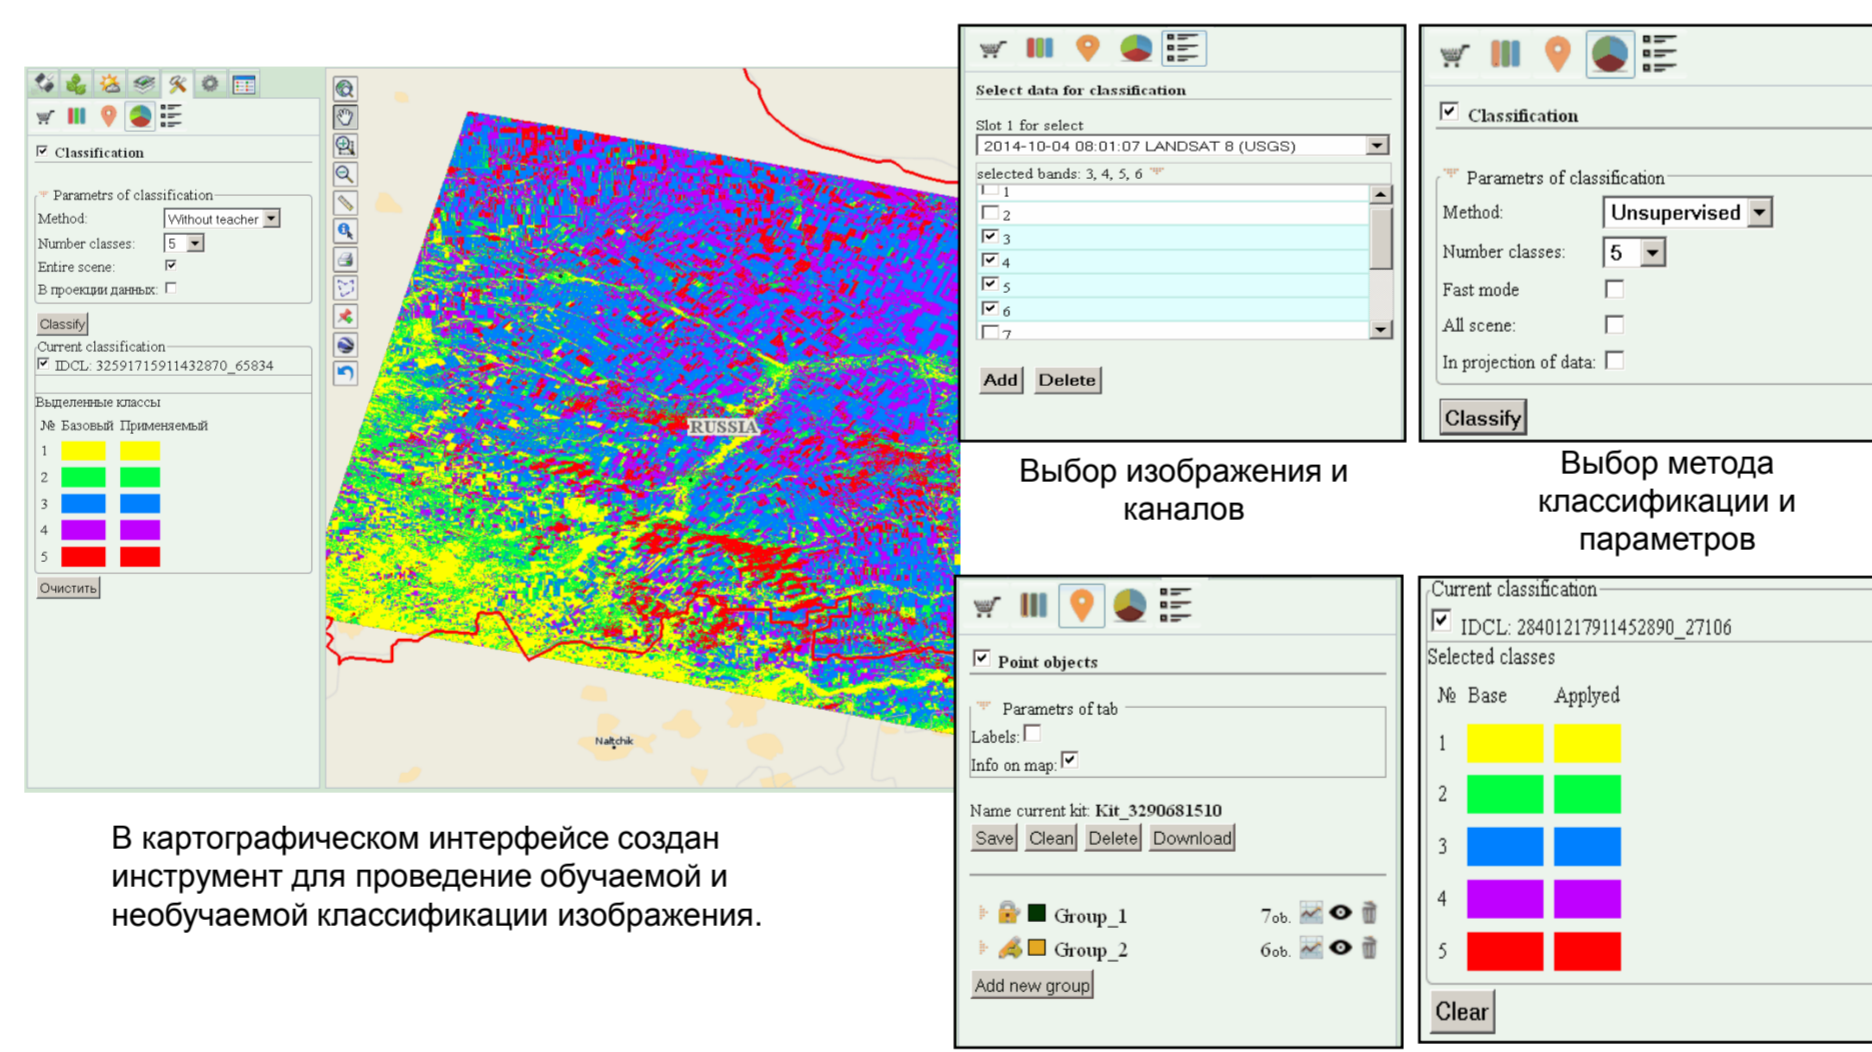 Classification
Parametrs of classification
Method: Without teacher
Number classes: 5
Entire scene:
В проекции данных:
Classify
Current classification
IDCL: 32591715911432870_65834
Выделенные классы
№ Базовый Применяемый
1
2
3
4
5
Очистить
RUSSIA
Naltchik
В картографическом интерфейсе создан
инструмент для проведение обучаемой и
необучаемой классификации изображения.
Select data for classification
Slot 1 for select
2014-10-04 08:01:07 LANDSAT 8 (USGS)
selected bands: 3, 4, 5, 6
1
2
3
4
5
6
7
Add Delete
Выбор изображения и
каналов
Classification
Parametrs of classification
Method: Unsupervised
Number classes: 5
Fast mode
All scene:
In projection of data:
Classify
Выбор метода
классификации и
параметров
Point objects
Parametrs of tab
Labels:
Info on map:
Name current kit: Kit_3290681510
Save Clean Delete Download
Group_1 7ob.
Group_2 6ob.
Add new group
Current classification
IDCL: 28401217911452890_27106
Selected classes
№ Base Applyed
1
2
3
4
5
Clear